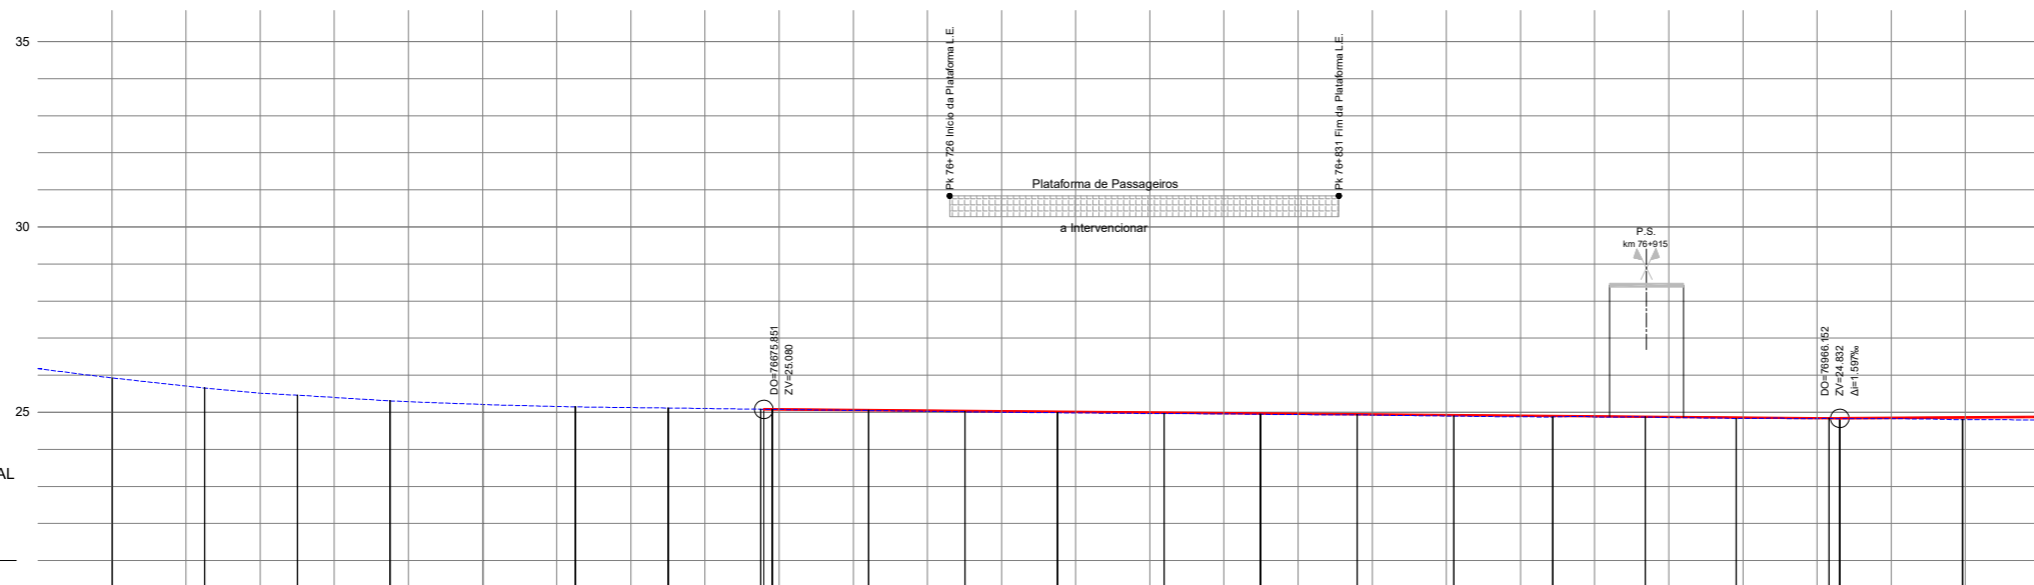 35
Pk 76+726 Inicio da Plataforma L.E.
Pk 76+831 Fim da Plataforma L.E.
Plataforma de Passageiros
30
a Intervencionar
P.S.
km 76+915
DO=76675.851
ZV=25.080
DO=76966.152
ZV=24.832
Δi=1.597‰
25
AL